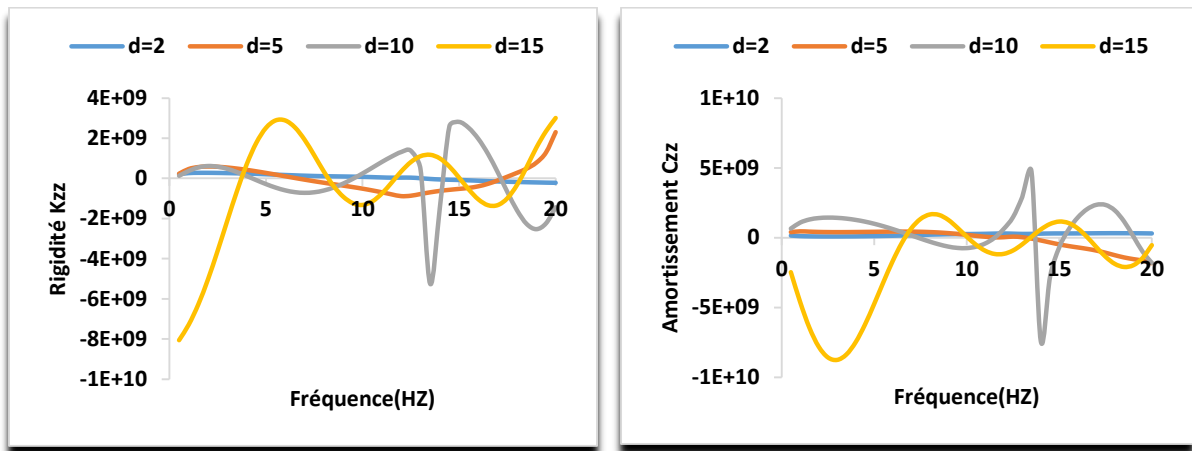 d=2 d=5 d=10 d=15
4E+09
2E+09
0
-2E+09
-4E+09
-6E+09
-8E+09
-1E+10
0 5 10 15 20
Rigidité Kzz
Fréquence(HZ)
d=2 d=5 d=10 d=15
1E+10
5E+09
0
-5E+09
-1E+10
0 5 10 15 20
Amortissement Czz
Fréquence(HZ)